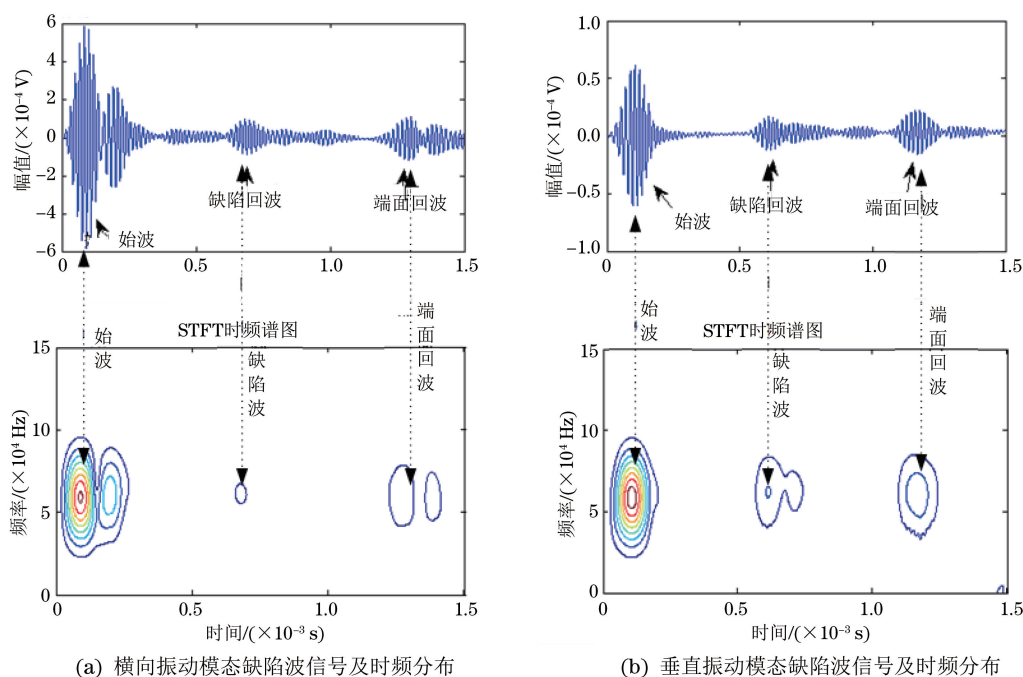 6
4
2
0
−2
−4
6
幅值/(×10⁻⁴ V)
缺陷回波
端面回波
始波
0
0.5
1.0
1.5
始波
STFT时频谱图
缺陷波
端面回波
15
10
5
0
频率/(×10⁴ Hz)
0
0.5
1.0
1.5
时间/(×10⁻³ s)
(a) 横向振动模态缺陷波信号及时频分布
1.0
0.5
0.0
−0.5
−1.0
幅值/(×10⁻⁴ V)
缺陷回波
端面回波
始波
0
0.5
1.0
1.5
始波
STFT时频谱图
缺陷波
端面回波
15
10
5
0
频率/(×10⁴ Hz)
0
0.5
1.0
1.5
时间/(×10⁻³ s)
(b) 垂直振动模态缺陷波信号及时频分布